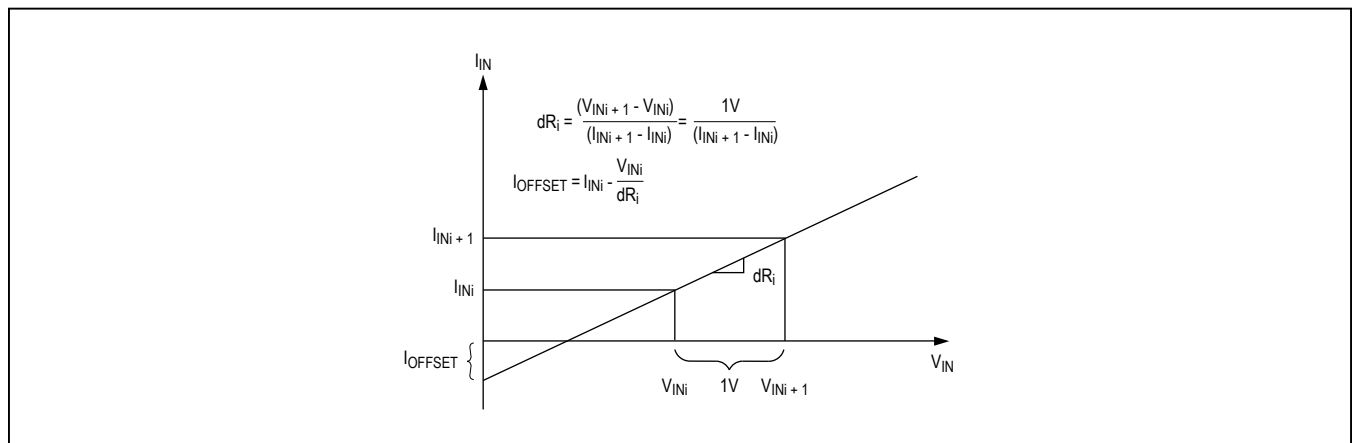 I_IN
dR_i = (V_INi + 1 - V_INi) / (I_INi + 1 - I_INi) = 1V / (I_INi + 1 - I_INi)
I_OFFSET = I_INi - V_INi / dR_i
I_INi + 1
dR_i
I_INi
I_OFFSET
V_IN
V_INi 1V V_INi + 1